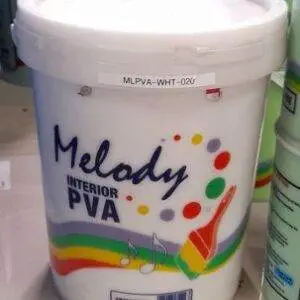 MLPVA-WHT-020
Melody
INTERIOR
PVA